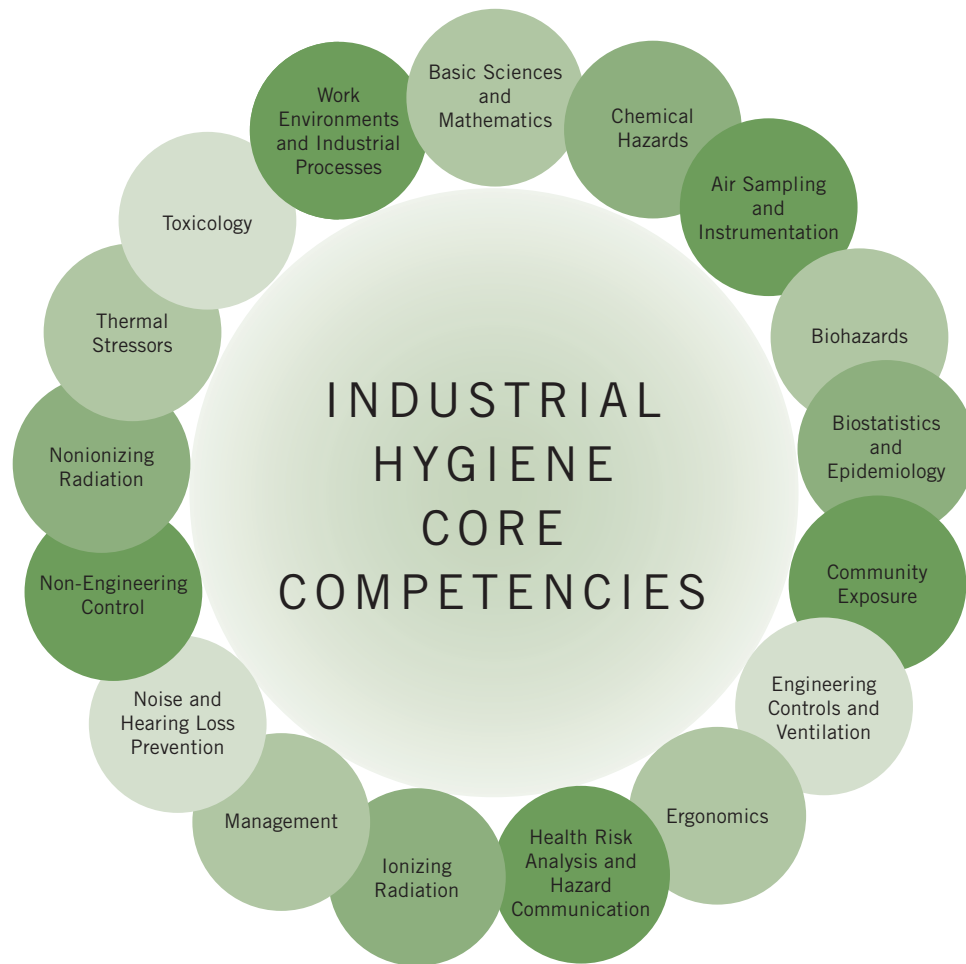 INDUSTRIAL
HYGIENE
CORE
COMPETENCIES
Basic Sciences
and
Mathematics
Chemical
Hazards
Air Sampling
and
Instrumentation
Biohazards
Biostatistics
and
Epidemiology
Community
Exposure
Engineering
Controls and
Ventilation
Ergonomics
Health Risk
Analysis and
Hazard
Communication
Ionizing
Radiation
Management
Noise and
Hearing Loss
Prevention
Non-Engineering
Control
Nonionizing
Radiation
Thermal
Stressors
Toxicology
Work
Environments
and Industrial
Processes